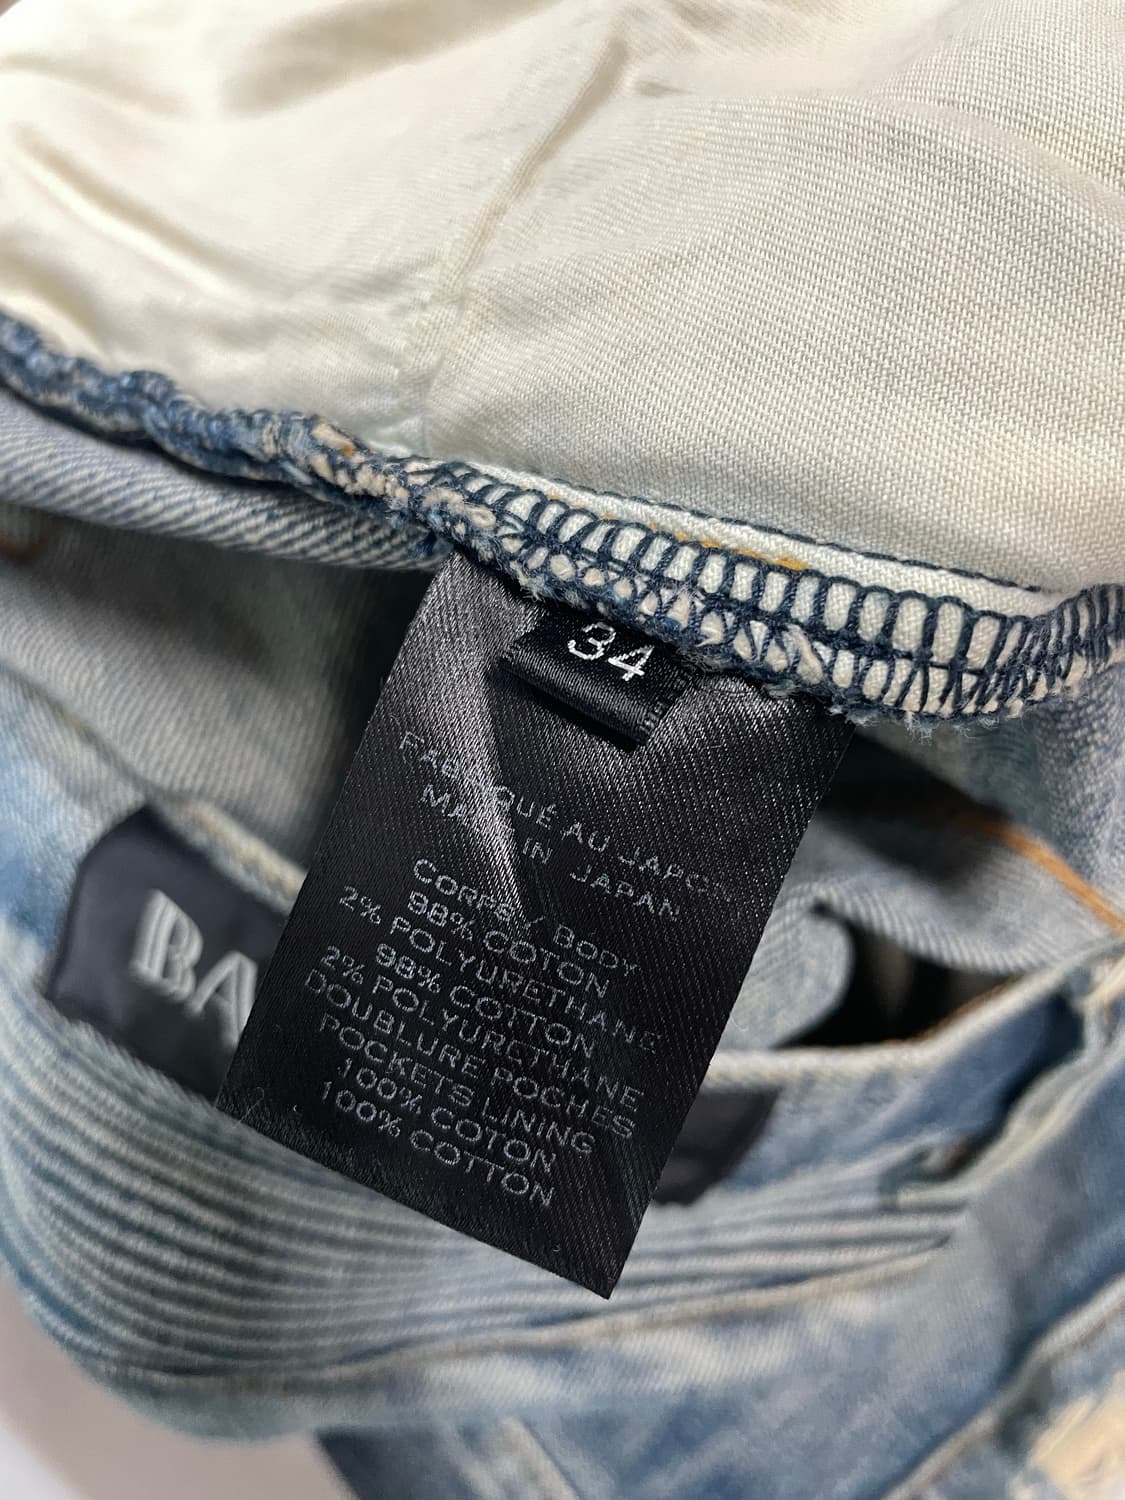 34
FABRIQUÉ AU JAPON
MADE IN JAPAN
CORPS / BODY
98% COTON
2% POLYURETHANE
98% COTTON
2% POLYURETHANE
DOUBLURE POCHES
POCKETS LINING
100% COTON
100% COTTON
BA